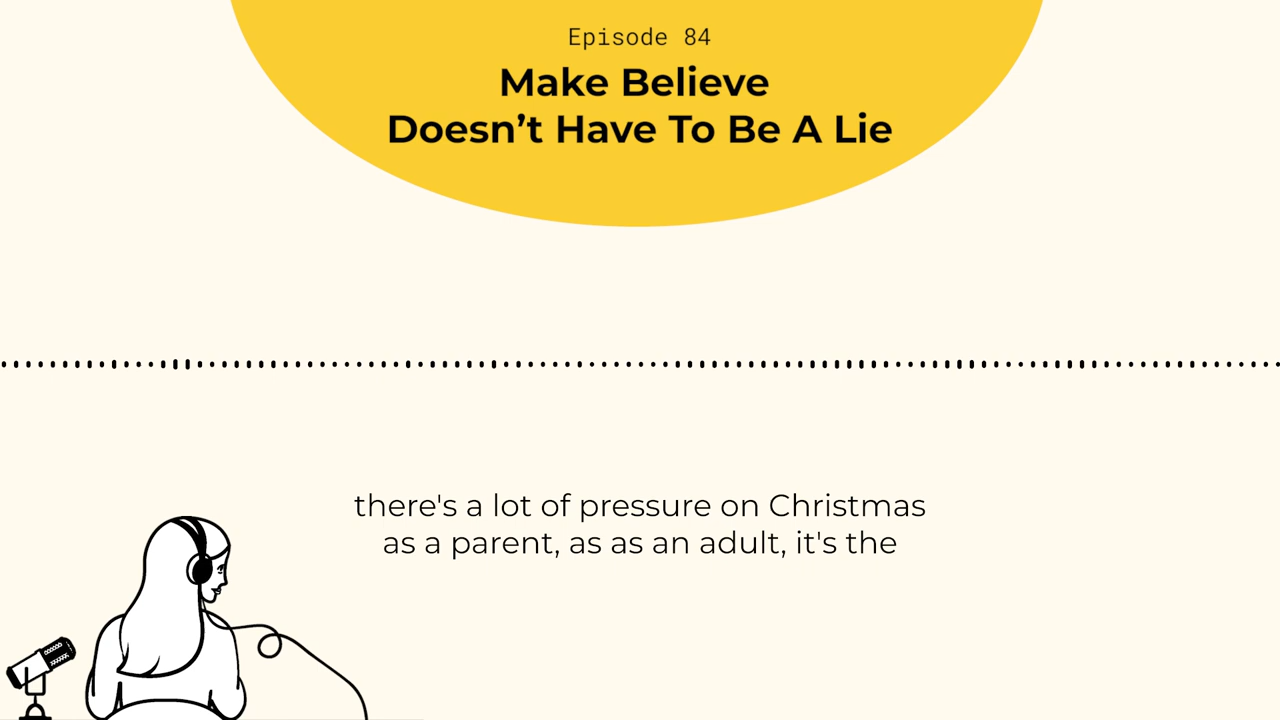 Episode 84
Make Believe
Doesn’t Have To Be A Lie
there's a lot of pressure on Christmas
as a parent, as as an adult, it's the